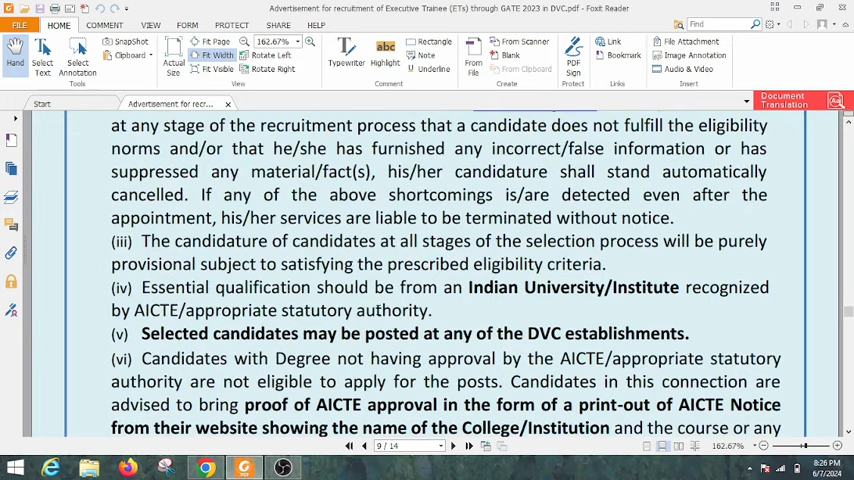 Advertisement for recruitment of Executive Trainee (ETs) through GATE 2023 in DVC.pdf - Foxit Reader
FILE HOME COMMENT VIEW FORM PROTECT SHARE HELP Find
Hand Select Text Select Annotation SnapShot Clipboard Actual Size Fit Page Fit Width Fit Visible 162.67% Rotate Left Rotate Right Typewriter Highlight Rectangle Note Underline From File From Scanner Blank From Clipboard PDF Sign Link Bookmark File Attachment Image Annotation Audio & Video
Tools View Comment Create Protect Links Insert
Start Advertisement for recr... Document Translation
at any stage of the recruitment process that a candidate does not fulfill the eligibility
norms and/or that he/she has furnished any incorrect/false information or has
suppressed any material/fact(s), his/her candidature shall stand automatically
cancelled. If any of the above shortcomings is/are detected even after the
appointment, his/her services are liable to be terminated without notice.
(iii) The candidature of candidates at all stages of the selection process will be purely
provisional subject to satisfying the prescribed eligibility criteria.
(iv) Essential qualification should be from an Indian University/Institute recognized
by AICTE/appropriate statutory authority.
(v) Selected candidates may be posted at any of the DVC establishments.
(vi) Candidates with Degree not having approval by the AICTE/appropriate statutory
authority are not eligible to apply for the posts. Candidates in this connection are
advised to bring proof of AICTE approval in the form of a print-out of AICTE Notice
from their website showing the name of the College/Institution and the course or any
9 / 14 162.67%
8:26 PM
6/7/2024